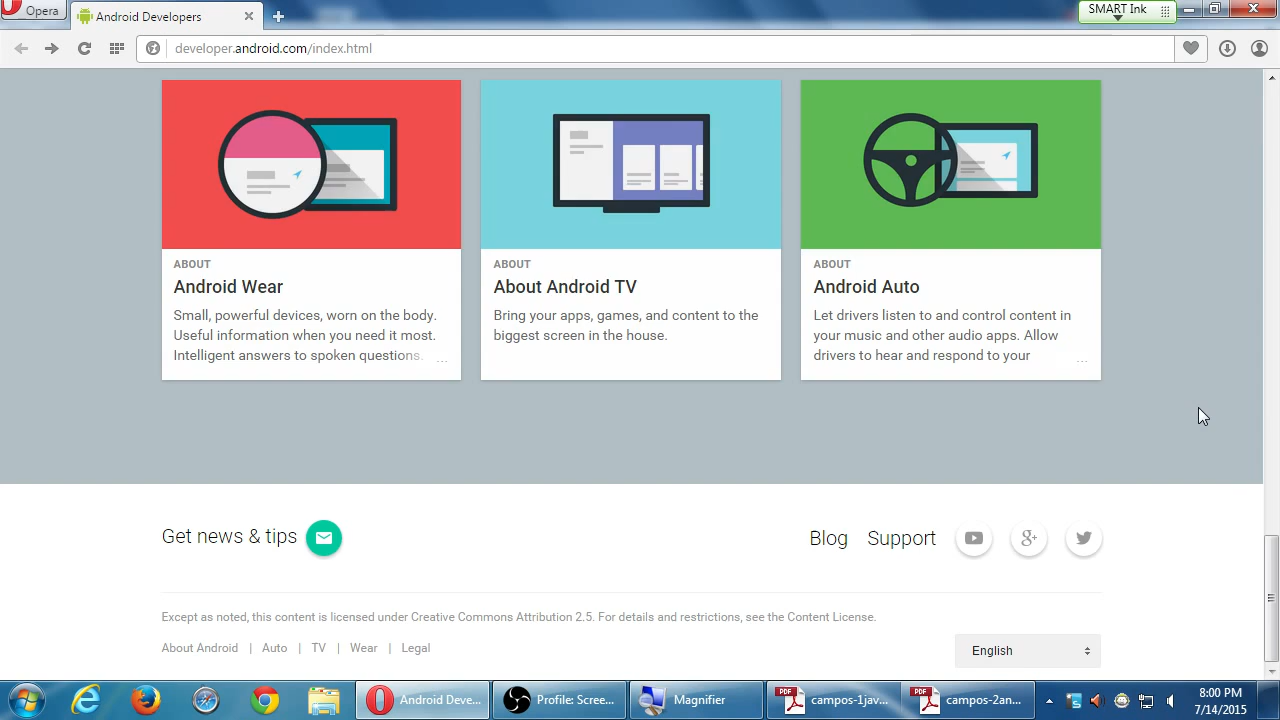 Opera
Android Developers
SMART Ink
developer.android.com/index.html
ABOUT
Android Wear
Small, powerful devices, worn on the body.
Useful information when you need it most.
Intelligent answers to spoken questions. ...
ABOUT
About Android TV
Bring your apps, games, and content to the
biggest screen in the house.
ABOUT
Android Auto
Let drivers listen to and control content in
your music and other audio apps. Allow
drivers to hear and respond to your ...
Get news & tips
Blog Support
g+
Except as noted, this content is licensed under Creative Commons Attribution 2.5. For details and restrictions, see the Content License.
About Android | Auto | TV | Wear | Legal
English
Android Deve...
Profile: Scree...
Magnifier
PDF campos-1jav...
PDF campos-2an...
8:00 PM
7/14/2015